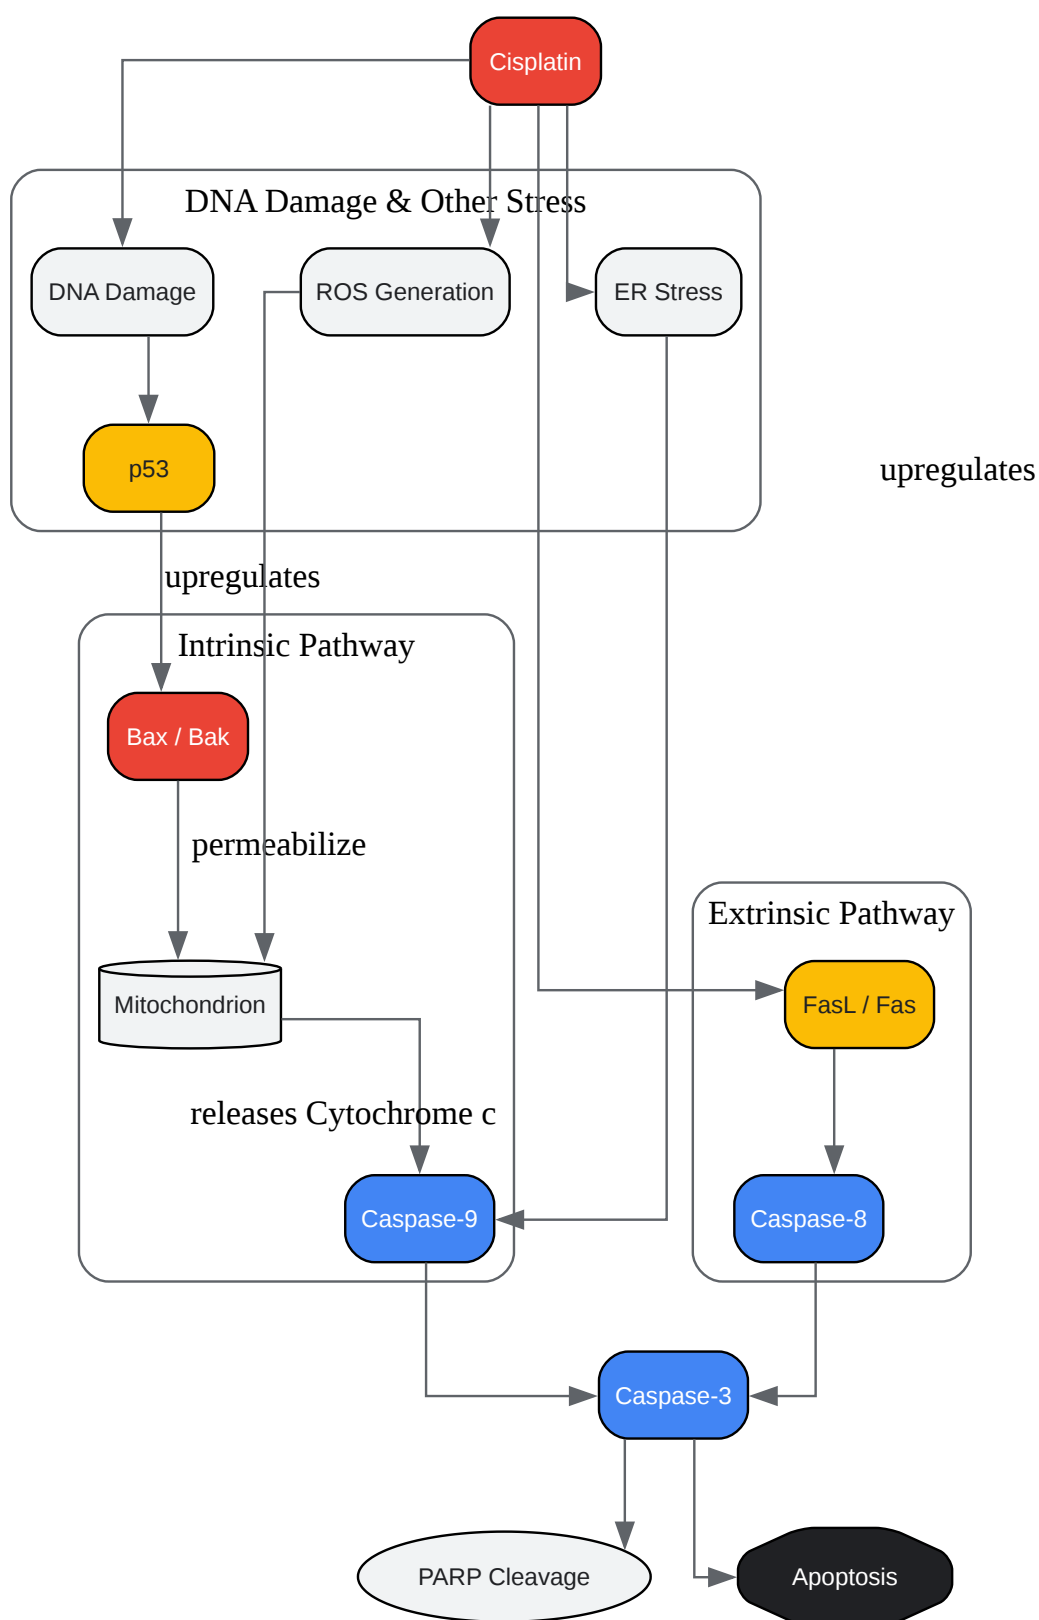 Cisplatin
DNA Damage & Other Stress
DNA Damage
ROS Generation
ER Stress
p53
upregulates
upregulates
Intrinsic Pathway
Bax / Bak
permeabilize
Extrinsic Pathway
Mitochondrion
FasL / Fas
releases Cytochrome c
Caspase-9
Caspase-8
Caspase-3
PARP Cleavage
Apoptosis